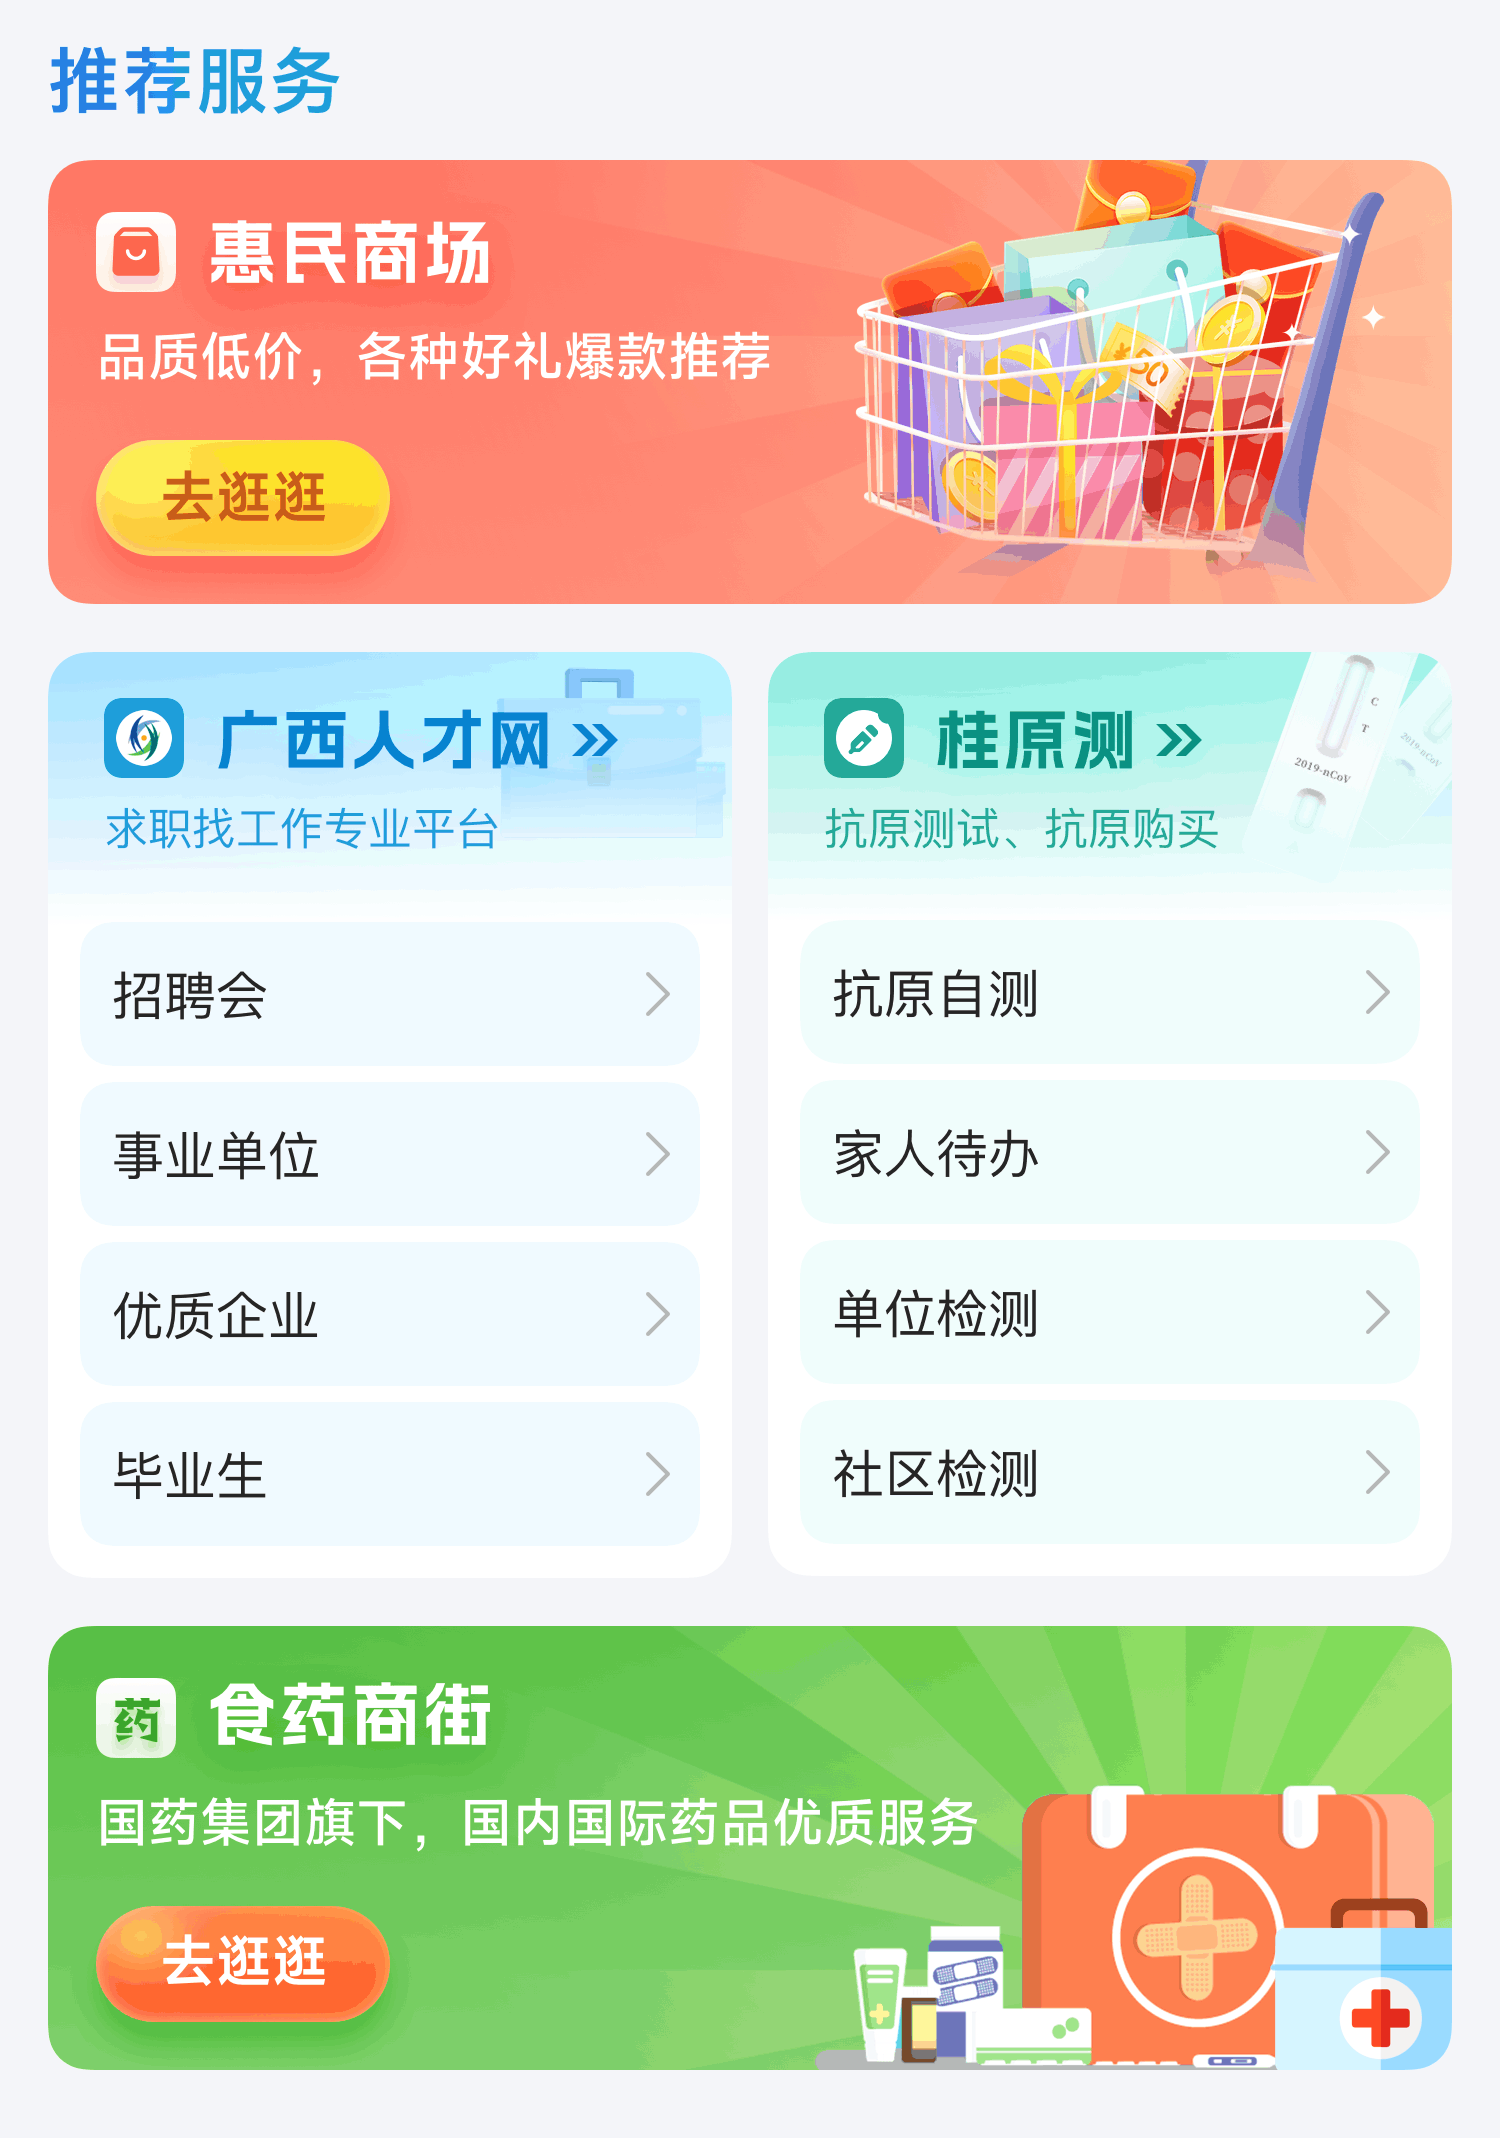 推荐服务
惠民商场
品质低价，各种好礼爆款推荐
¥50
去逛逛
广西人才网
求职找工作专业平台
招聘会
事业单位
优质企业
毕业生
桂原测
抗原测试、抗原购买
C
T
2019-nCoV
2019-nCoV
抗原自测
家人待办
单位检测
社区检测
药 食药商街
国药集团旗下，国内国际药品优质服务
去逛逛